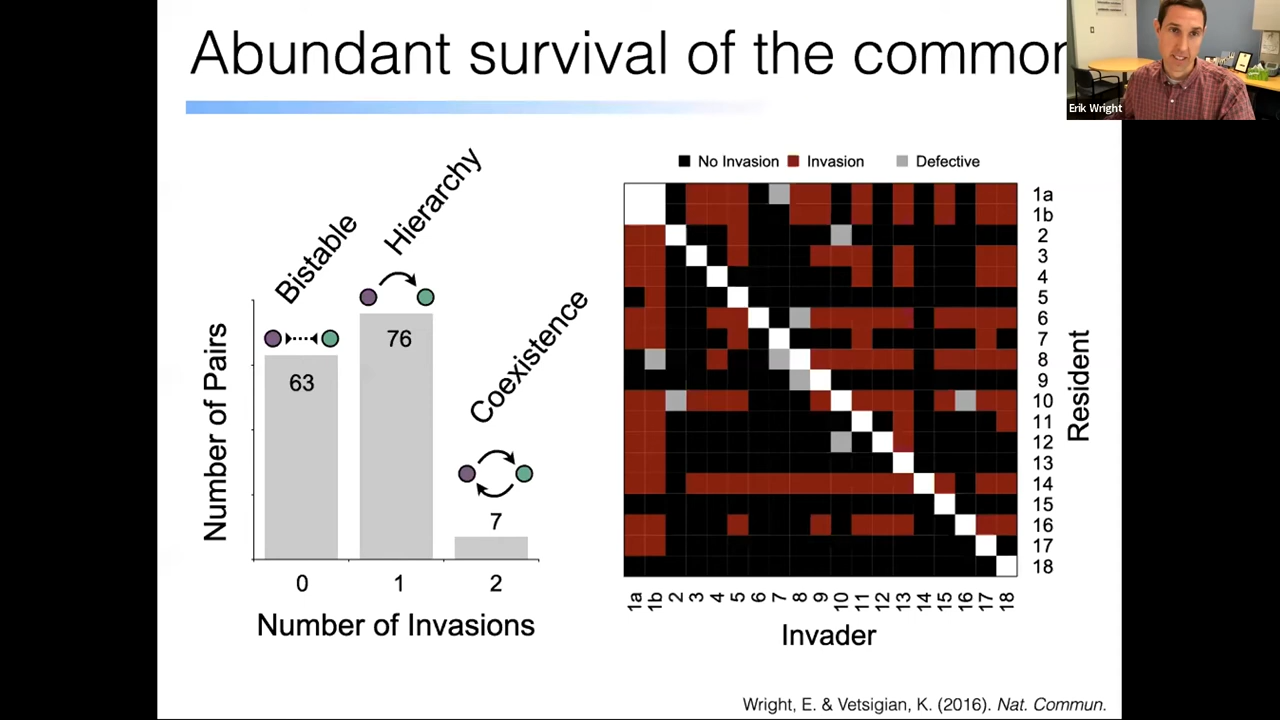 Abundant survival of the common
Erik Wright
No Invasion
Invasion
Defective
Bistable
Hierarchy
Coexistence
63
76
7
Number of Pairs
0
1
2
Number of Invasions
1a
1b
2
3
4
5
6
7
8
9
10
11
12
13
14
15
16
17
18
Resident
1a
1b
2
3
4
5
6
7
8
9
10
11
12
13
14
15
16
17
18
Invader
Wright, E. & Vetsigian, K. (2016). Nat. Commun.